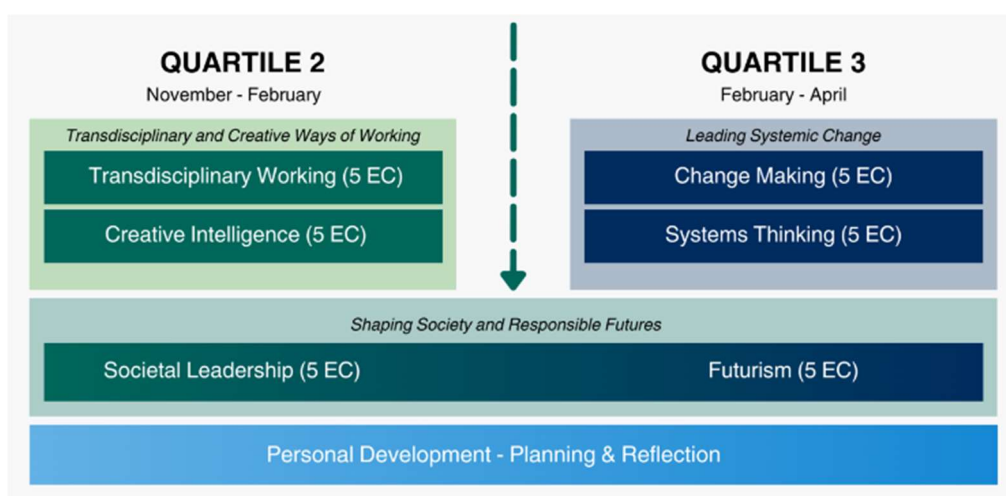 QUARTILE 2
November - February
Transdisciplinary and Creative Ways of Working
Transdisciplinary Working (5 EC)
Creative Intelligence (5 EC)
QUARTILE 3
February - April
Leading Systemic Change
Change Making (5 EC)
Systems Thinking (5 EC)
Shaping Society and Responsible Futures
Societal Leadership (5 EC)
Futurism (5 EC)
Personal Development - Planning & Reflection